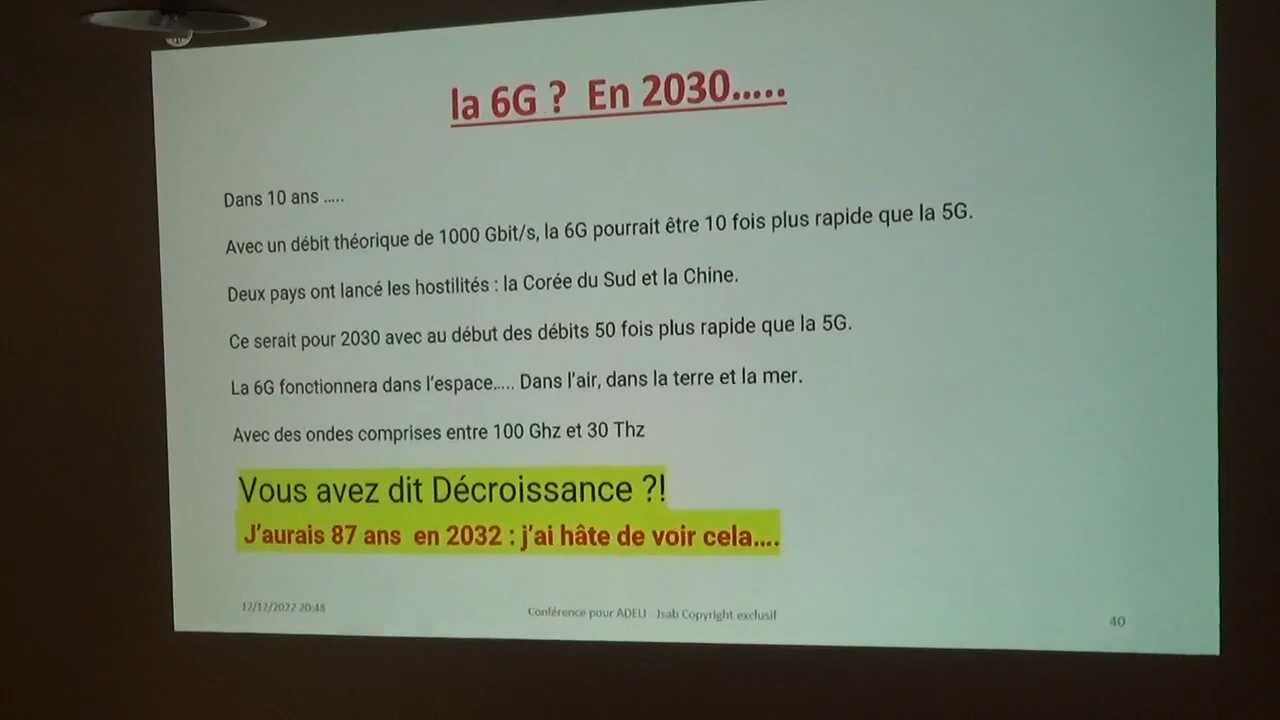 la 6G ? En 2030.....
Dans 10 ans .....
Avec un débit théorique de 1000 Gbit/s, la 6G pourrait être 10 fois plus rapide que la 5G.
Deux pays ont lancé les hostilités : la Corée du Sud et la Chine.
Ce serait pour 2030 avec au début des débits 50 fois plus rapide que la 5G.
La 6G fonctionnera dans l'espace..... Dans l'air, dans la terre et la mer.
Avec des ondes comprises entre 100 Ghz et 30 Thz
Vous avez dit Décroissance ?!
J'aurais 87 ans en 2032 : j'ai hâte de voir cela....
12/12/2022 20:48
Conférence pour ADELI - Jsab Copyright exclusif
40